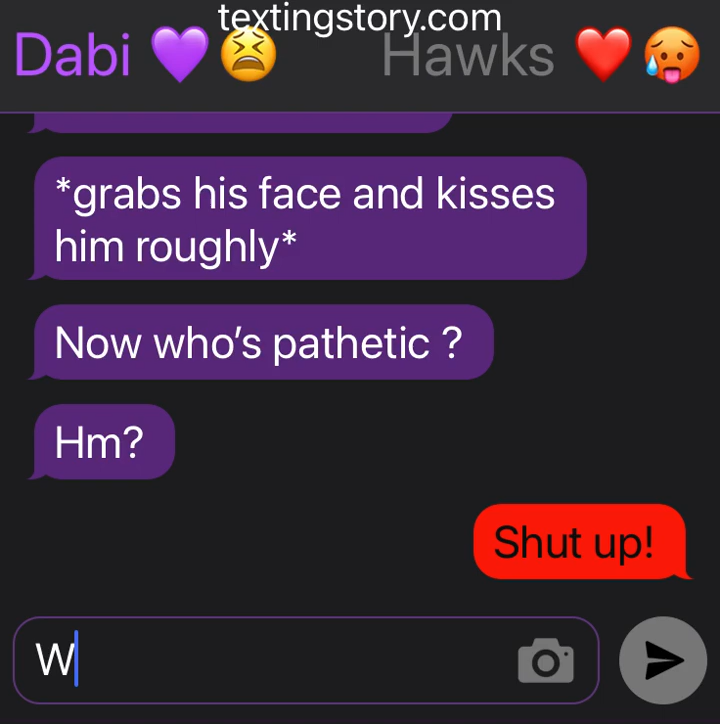 textingstory.com
Dabi 💜😫 Hawks ❤️🥵
*grabs his face and kisses
him roughly*
Now who's pathetic ?
Hm?
Shut up!
W